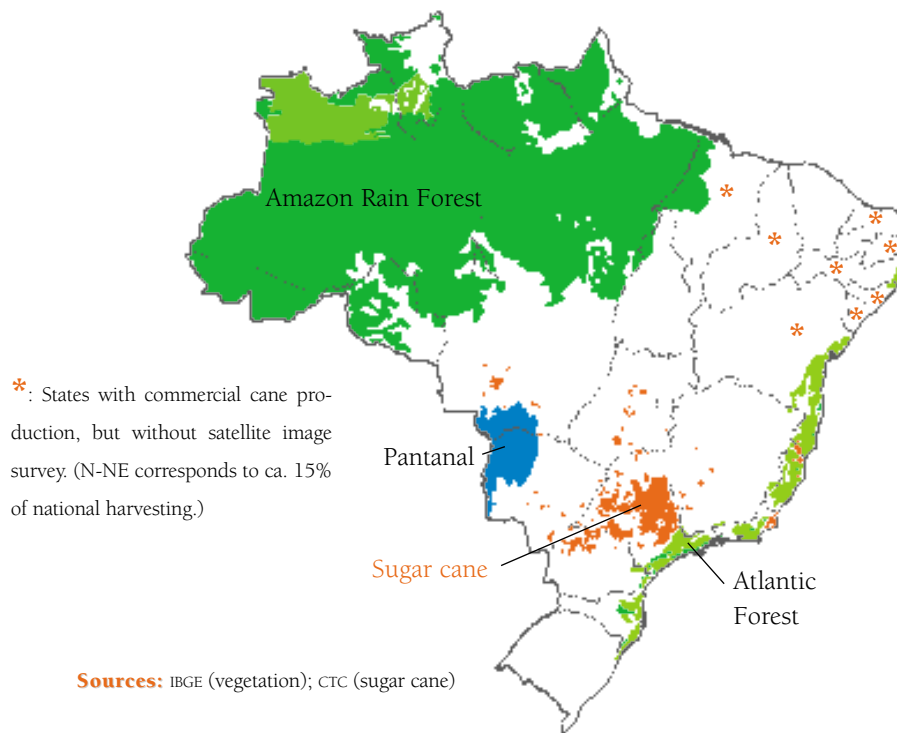 Amazon Rain Forest
*: States with commercial cane pro-
duction, but without satellite image
survey. (N-NE corresponds to ca. 15%
of national harvesting.)
Pantanal
Sugar cane
Atlantic
Forest
Sources: IBGE (vegetation); CTC (sugar cane)